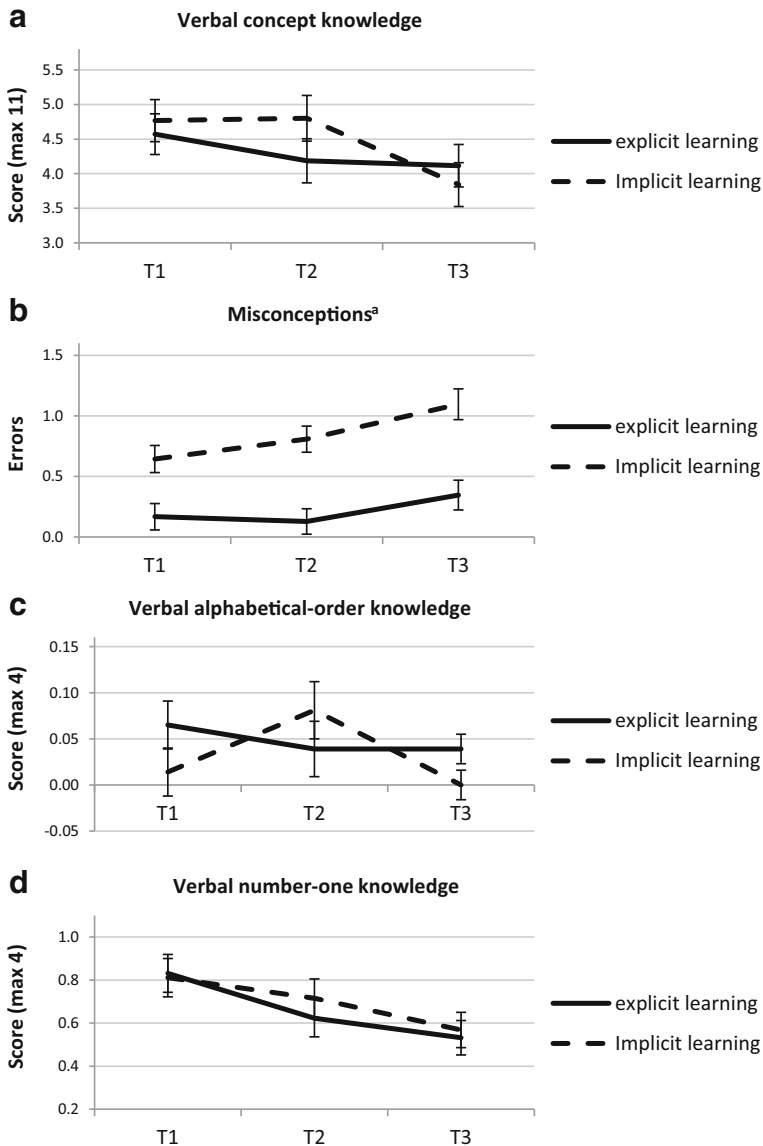 a
Verbal concept knowledge
Score (max 11)
5.5
5.0
4.5
4.0
3.5
3.0
T1 T2 T3
explicit learning
Implicit learning
b
Misconceptionsᵃ
Errors
1.5
1.0
0.5
0.0
T1 T2 T3
explicit learning
Implicit learning
c
Verbal alphabetical-order knowledge
Score (max 4)
0.15
0.10
0.05
0.00
-0.05
T1 T2 T3
explicit learning
Implicit learning
d
Verbal number-one knowledge
Score (max 4)
1.0
0.8
0.6
0.4
0.2
T1 T2 T3
explicit learning
Implicit learning